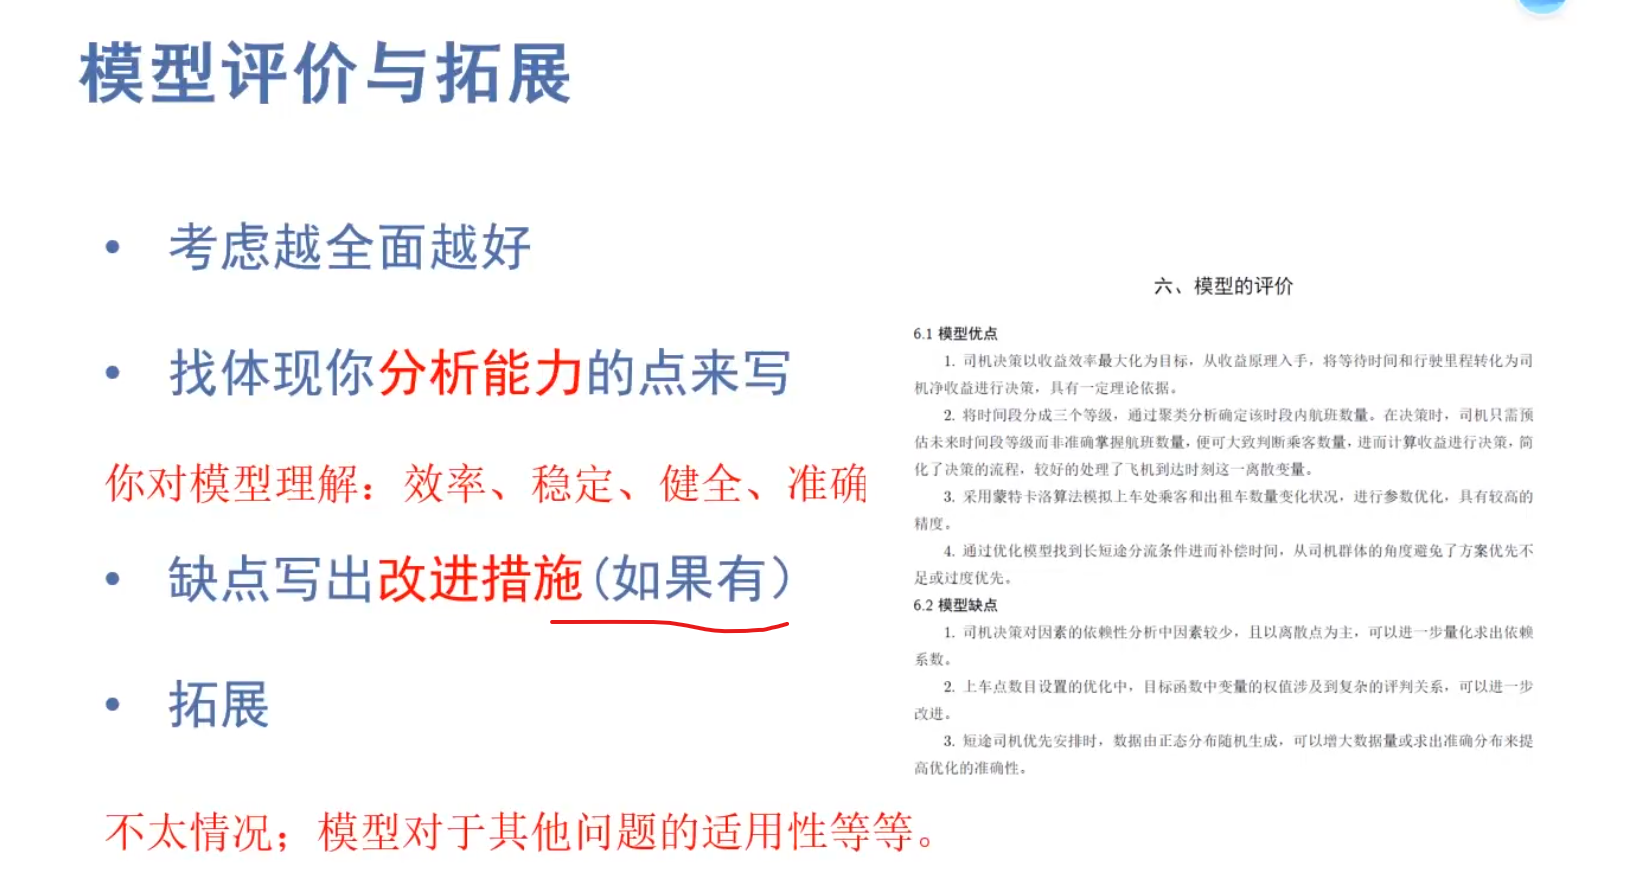 模型评价与拓展
• 考虑越全面越好
• 找体现你分析能力的点来写
你对模型理解：效率、稳定、健全、准确
• 缺点写出改进措施(如果有）
• 拓展
不太情况；模型对于其他问题的适用性等等。
六、模型的评价
6.1 模型优点
1. 司机决策以收益效率最大化为目标，从收益原理入手，将等待时间和行驶里程转化为司
机净收益进行决策，具有一定理论依据。
2. 将时间段分成三个等级，通过聚类分析确定该时段内航班数量。在决策时，司机只需预
估未来时间段等级而非准确掌握航班数量，便可大致判断乘客数量，进而计算收益进行决策，简
化了决策的流程，较好的处理了飞机到达时刻这一离散变量。
3. 采用蒙特卡洛算法模拟上车处乘客和出租车数量变化状况，进行参数优化，具有较高的
精度。
4. 通过优化模型找到长短途分流条件进而补偿时间，从司机群体的角度避免了方案优先不
足或过度优先。
6.2 模型缺点
1. 司机决策对因素的依赖性分析中因素较少，且以离散点为主，可以进一步量化求出依赖
系数。
2. 上车点数目设置的优化中，目标函数中变量的权值涉及到复杂的评判关系，可以进一步
改进。
3. 短途司机优先安排时，数据由正态分布随机生成，可以增大数据量或求出准确分布来提
高优化的准确性。